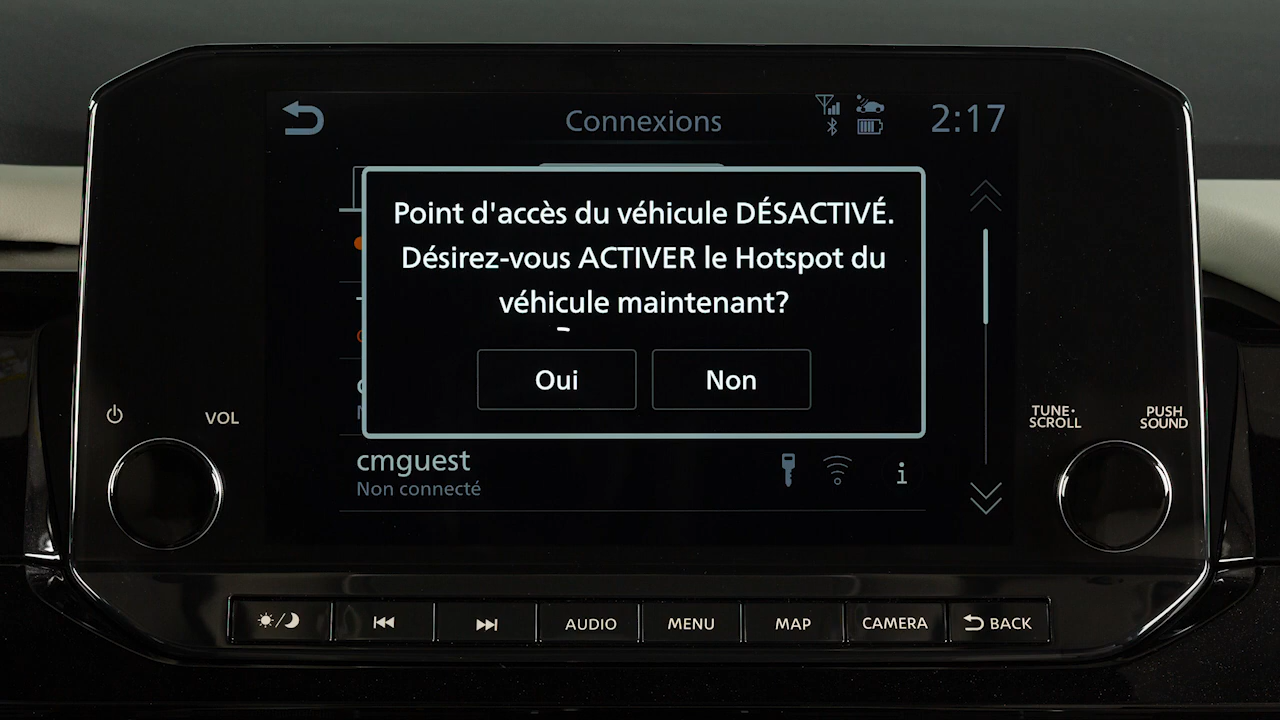 Connexions
2:17
Point d'accès du véhicule DÉSACTIVÉ.
Désirez-vous ACTIVER le Hotspot du
véhicule maintenant?
Oui
Non
cmguest
Non connecté
i
VOL
TUNE·
SCROLL
PUSH
SOUND
AUDIO
MENU
MAP
CAMERA
BACK